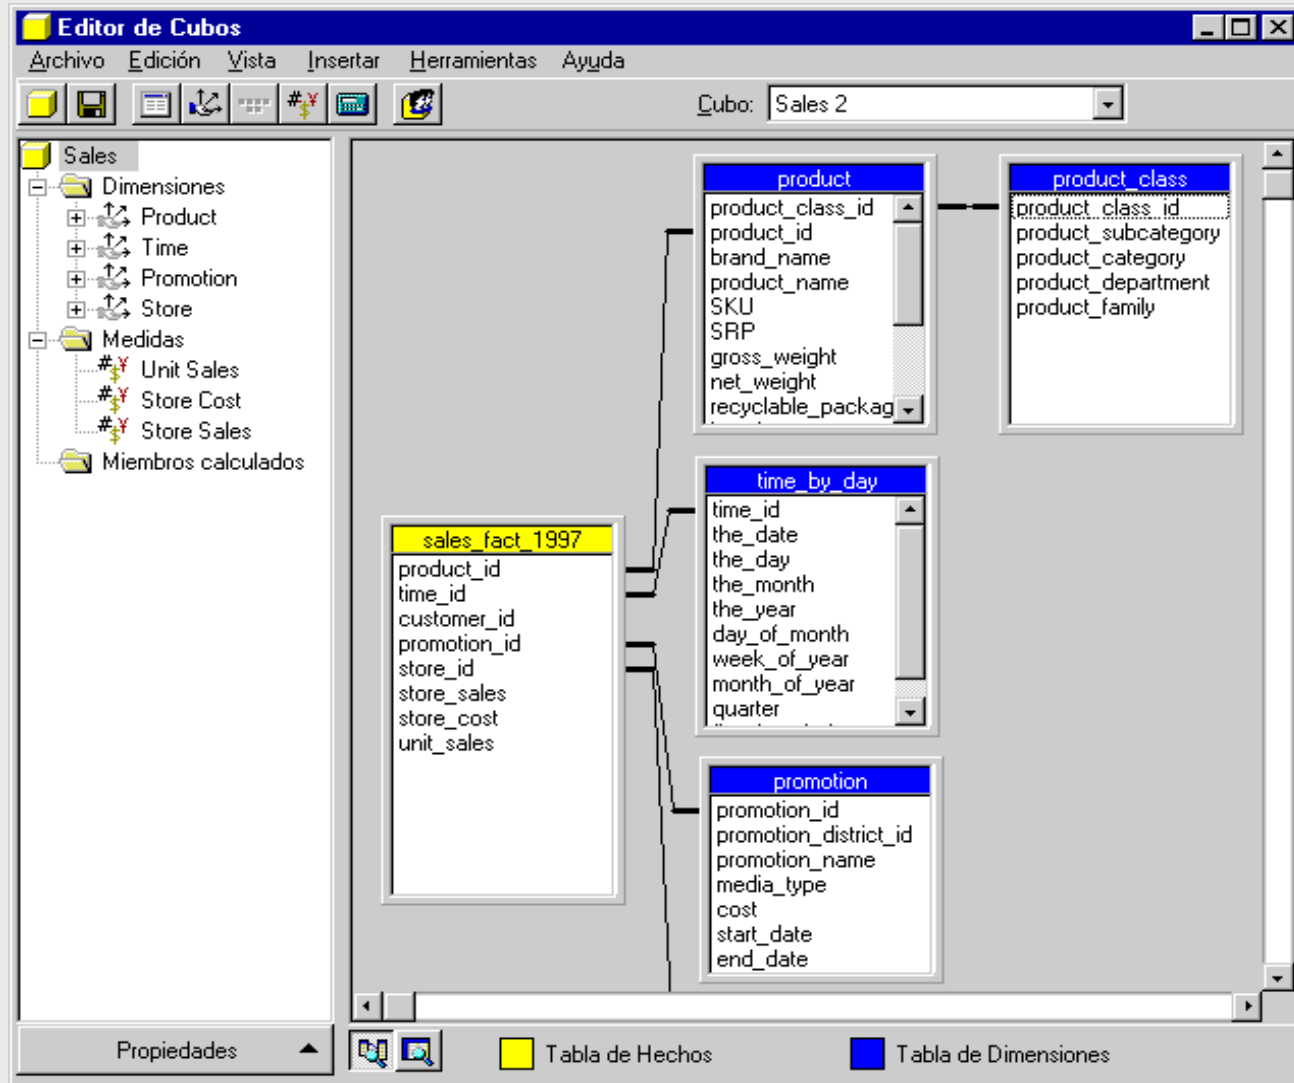 Editor de Cubos
Archivo Edición Vista Insertar Herramientas Ayuda
Cubo: Sales 2
Sales
Dimensiones
Product
Time
Promotion
Store
Medidas
Unit Sales
Store Cost
Store Sales
Miembros calculados
Propiedades
sales_fact_1997
product_id
time_id
customer_id
promotion_id
store_id
store_sales
store_cost
unit_sales
product
product_class_id
product_id
brand_name
product_name
SKU
SRP
gross_weight
net_weight
recyclable_packag
product_class
product_class_id
product_subcategory
product_category
product_department
product_family
time_by_day
time_id
the_date
the_day
the_month
the_year
day_of_month
week_of_year
month_of_year
quarter
promotion
promotion_id
promotion_district_id
promotion_name
media_type
cost
start_date
end_date
Tabla de Hechos
Tabla de Dimensiones